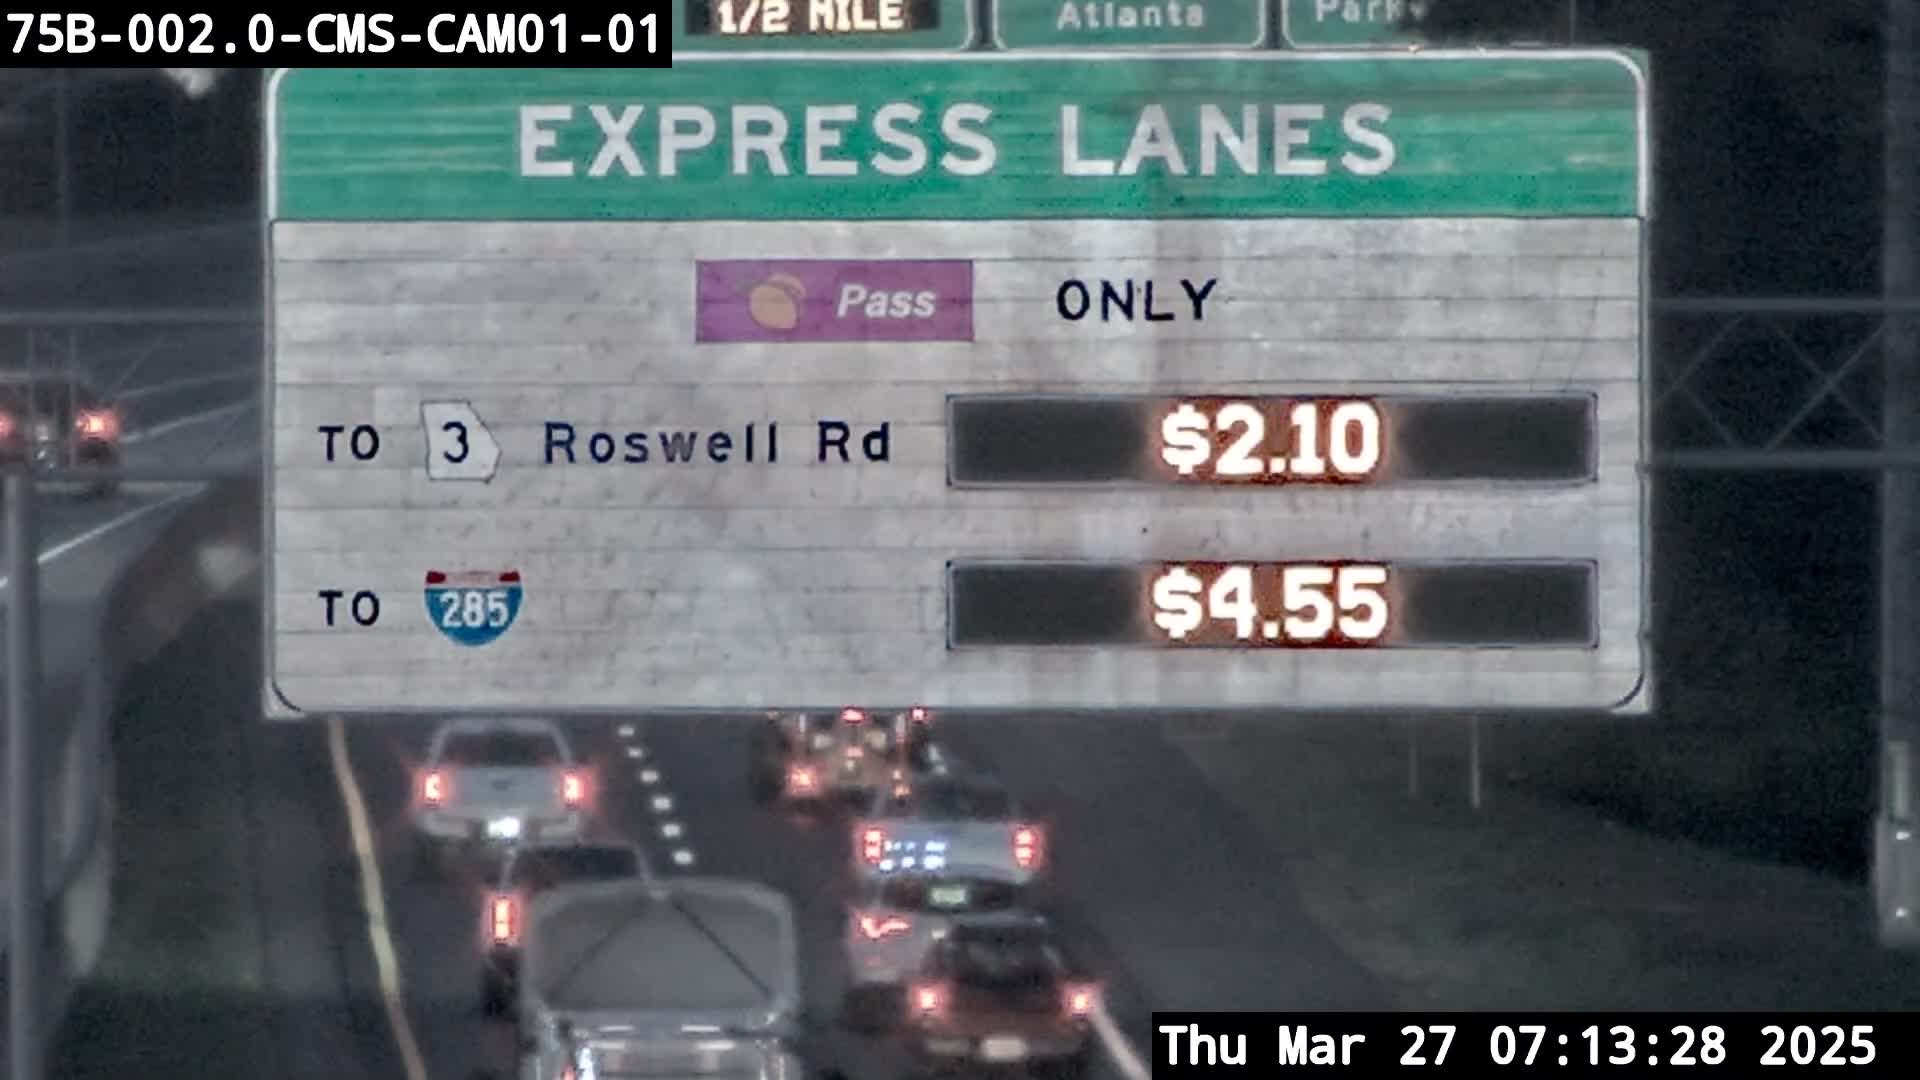 75B-002.0-CMS-CAM01-01
1/2 MILE
Atlanta
EXPRESS LANES
Pass ONLY
TO 3 Roswell Rd $2.10
TO 285 $4.55
Thu Mar 27 07:13:28 2025